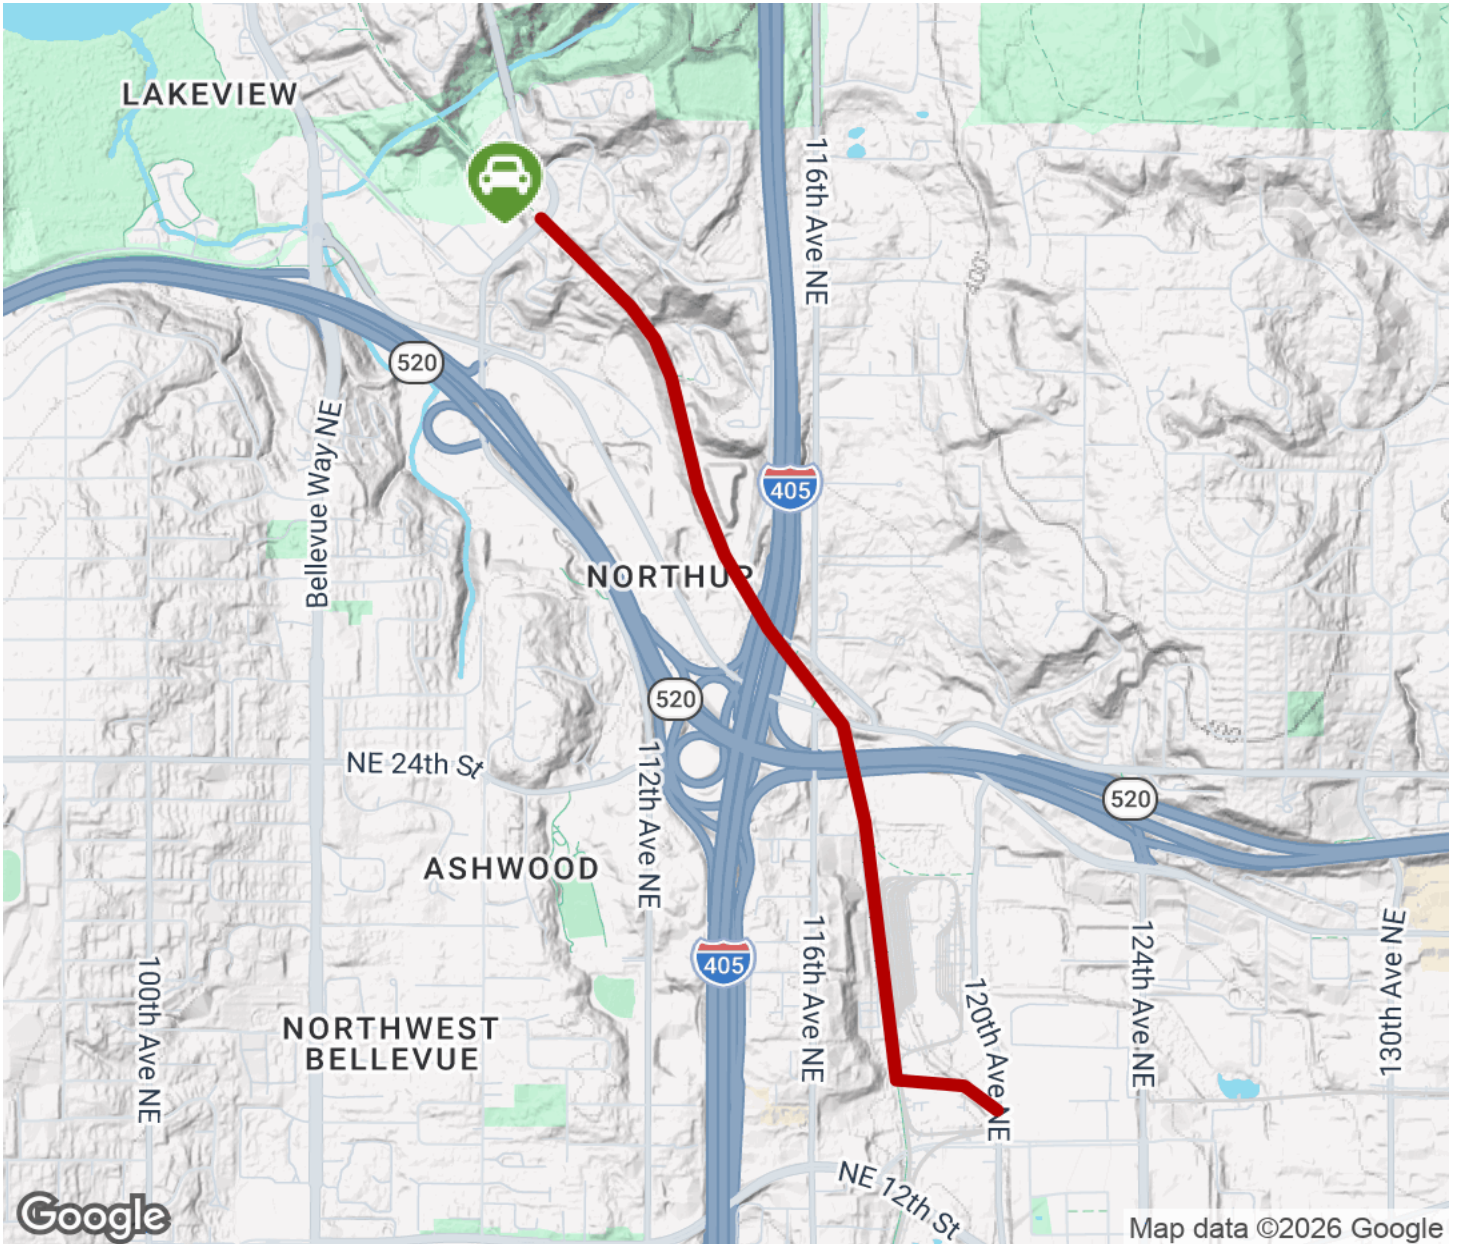 LAKEVIEW
116th Ave NE
520
Bellevue Way NE
405
NORTHUP
520
NE 24th St
112th Ave NE
520
ASHWOOD
405
116th Ave NE
120th Ave NE
124th Ave NE
130th Ave NE
100th Ave NE
NORTHWEST
BELLEVUE
NE 12th St
Google
Map data ©2026 Google